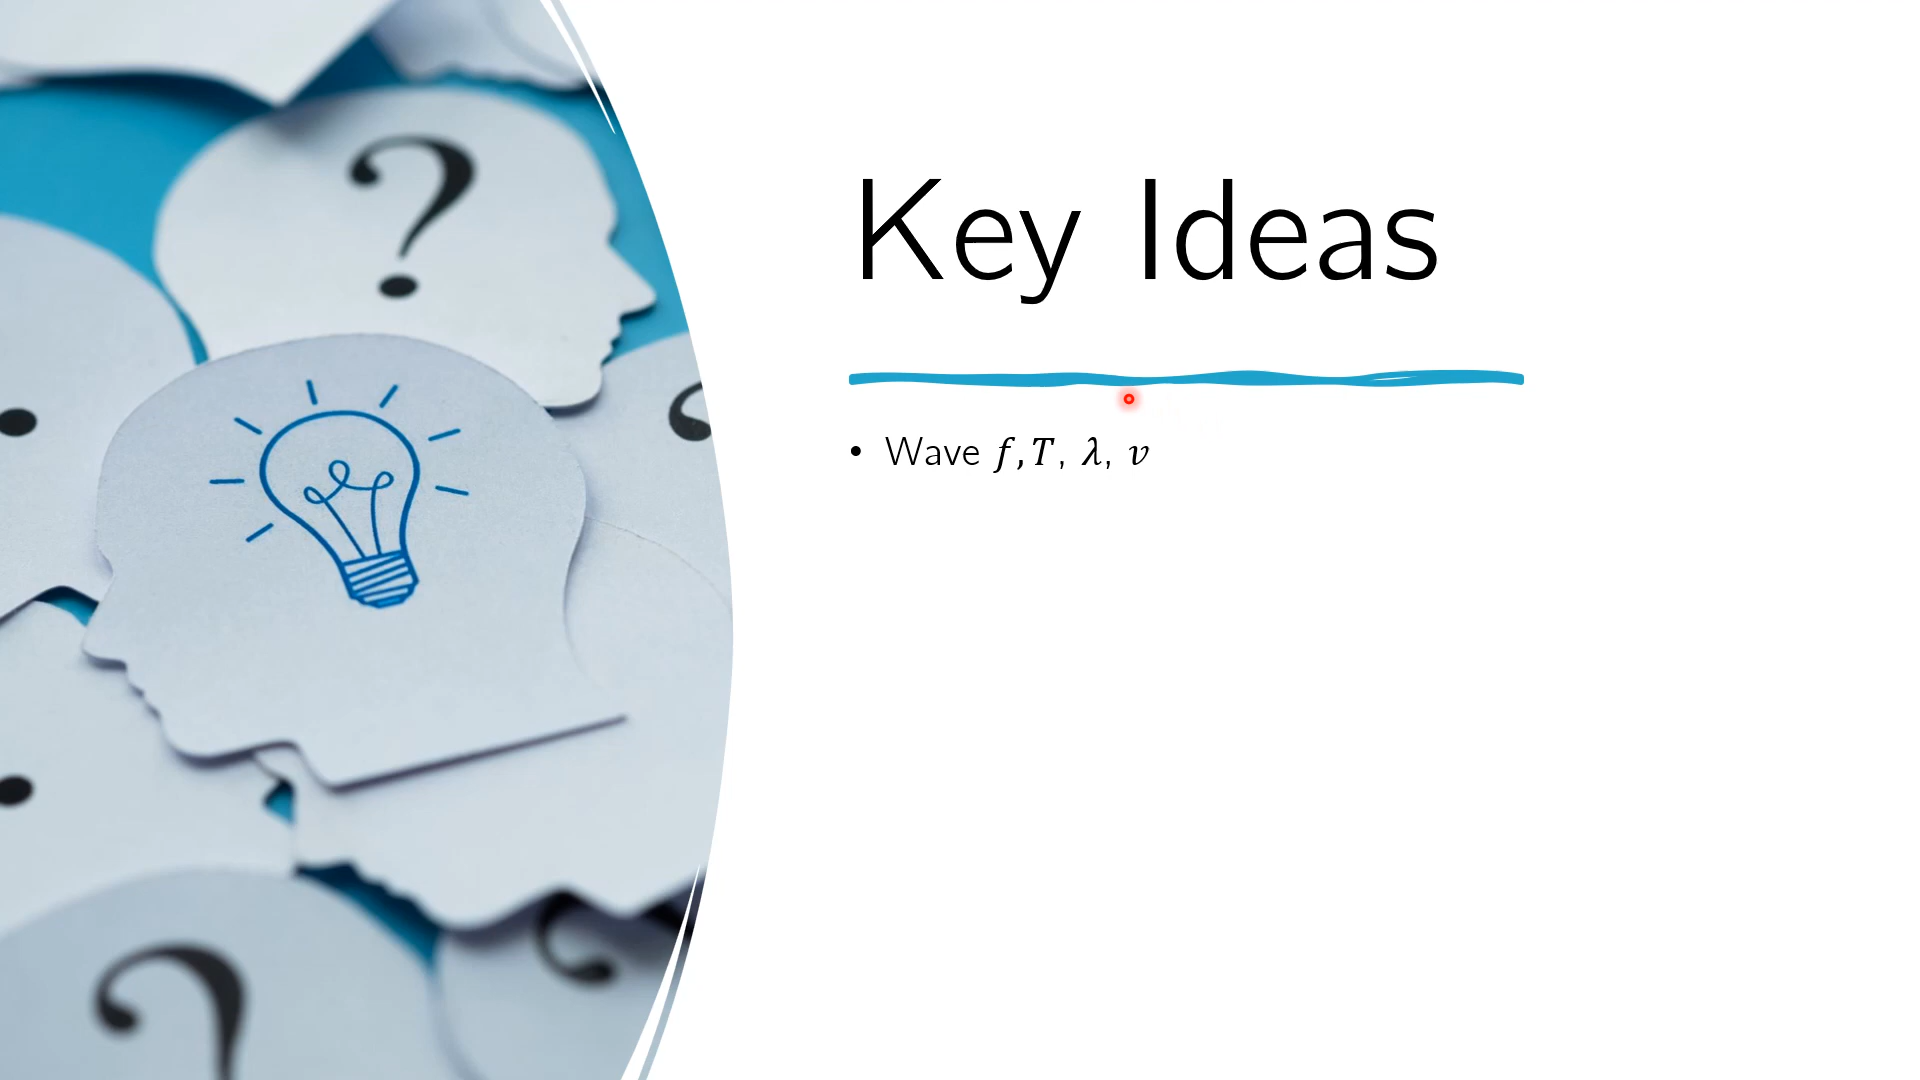 ?
Key Ideas
• Wave f, T, λ, v
?